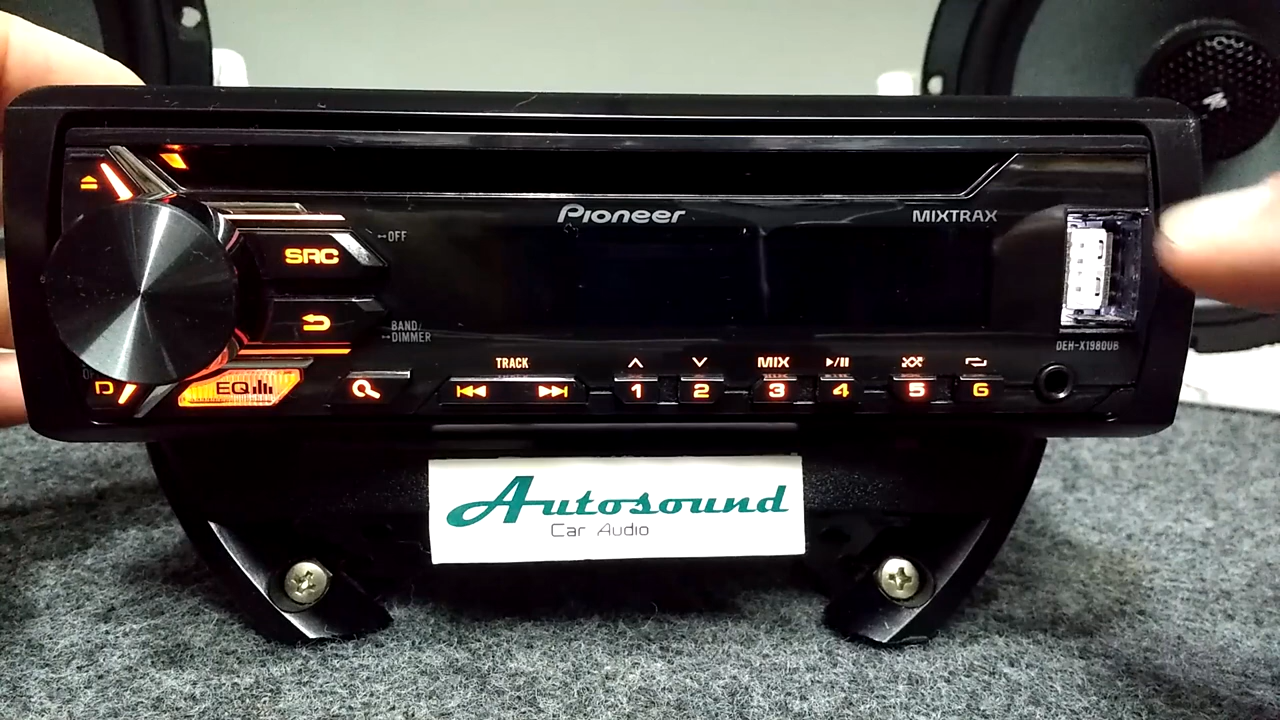 Pioneer
MIXTRAX
SRC
OFF
BAND/
DIMMER
DEH-X1980UB
D
EQ
TRACK
MIX
1
2
3
4
5
6
Autosound
Car Audio